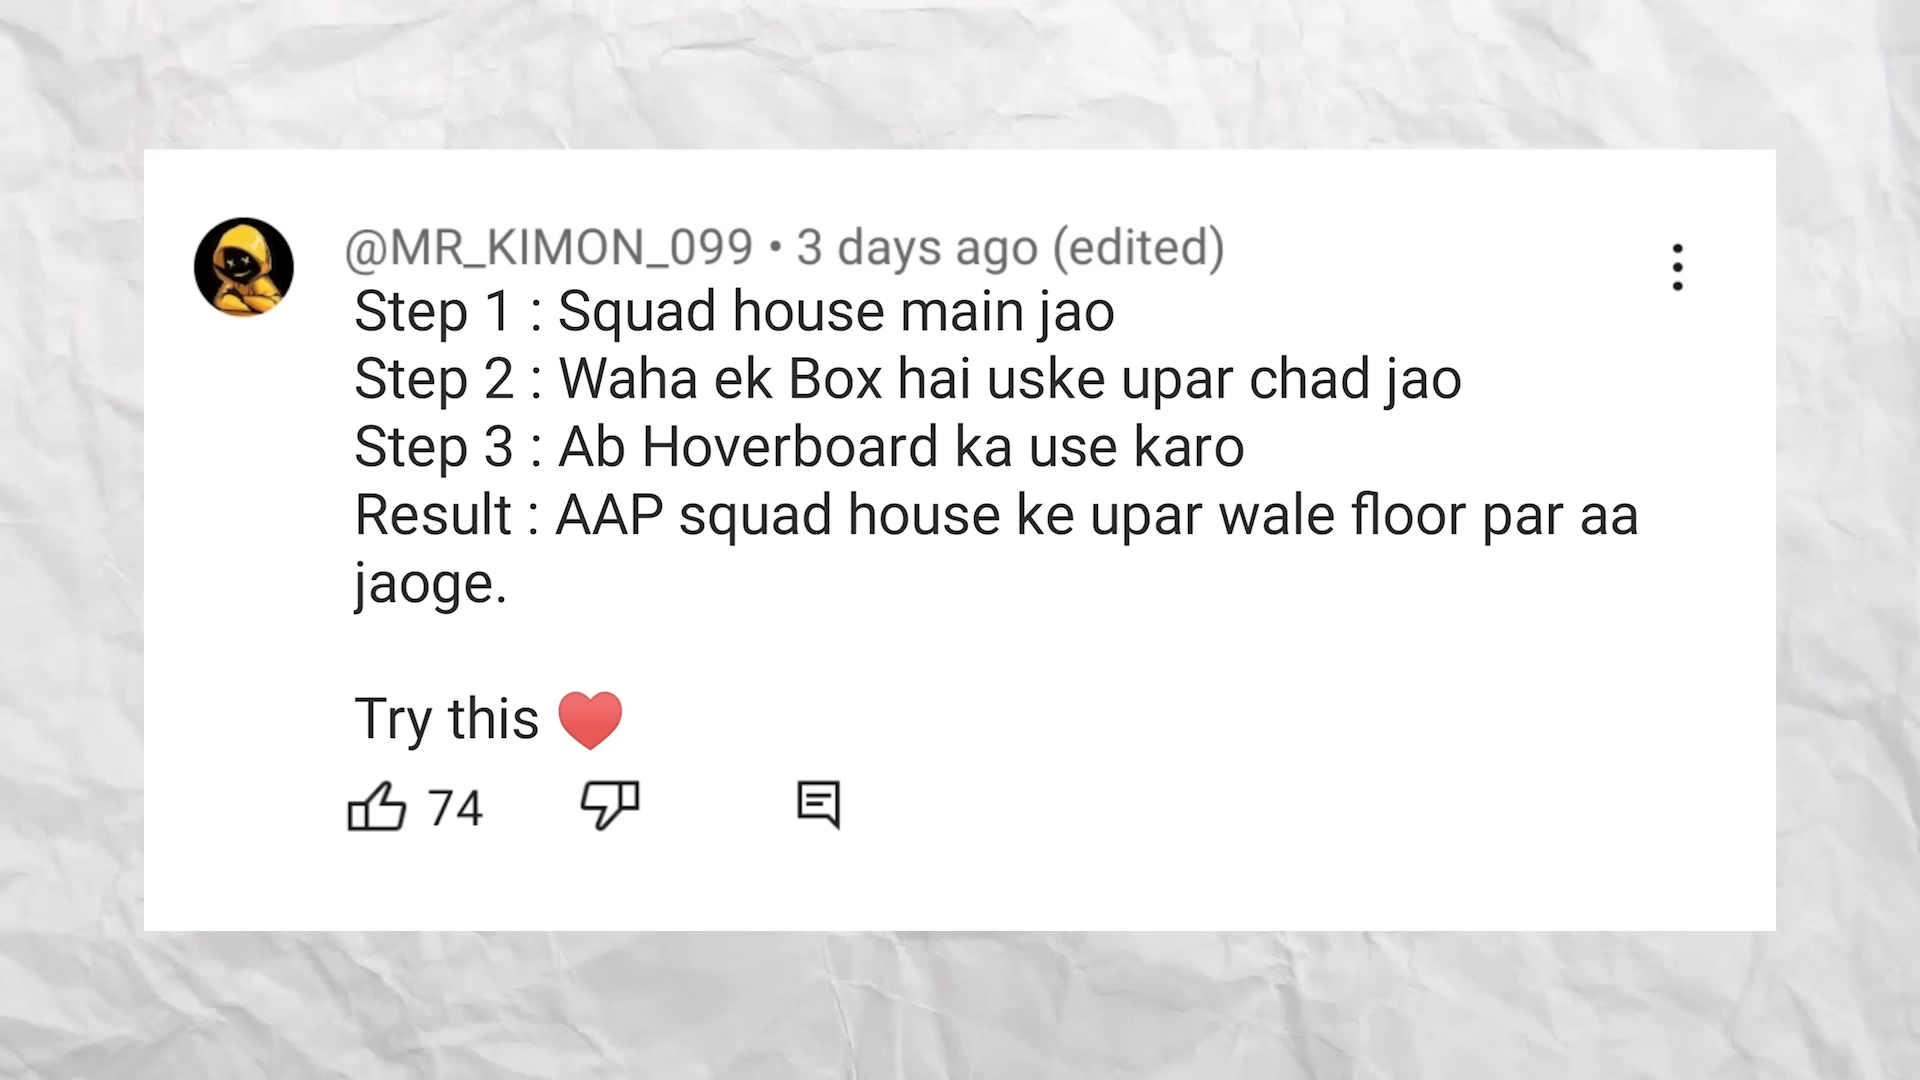 @MR_KIMON_099 • 3 days ago (edited)
Step 1 : Squad house main jao
Step 2 : Waha ek Box hai uske upar chad jao
Step 3 : Ab Hoverboard ka use karo
Result : AAP squad house ke upar wale floor par aa
jaoge.
Try this ❤️
74